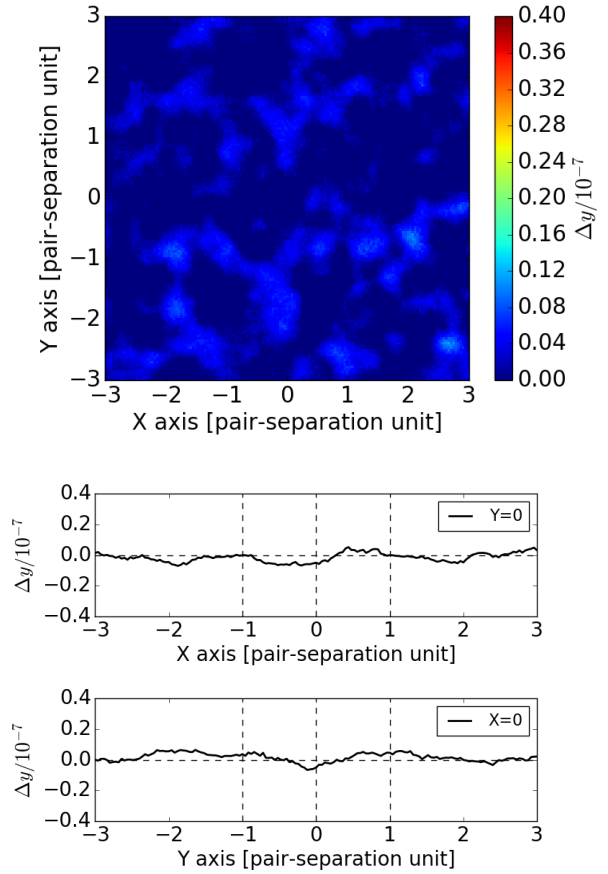 3
2
1
0
−1
−2
−3
Y axis [pair-separation unit]
−3 −2 −1 0 1 2 3
X axis [pair-separation unit]
0.40
0.36
0.32
0.28
0.24
0.20
0.16
0.12
0.08
0.04
0.00
Δy/10⁻⁷
0.4
0.2
0.0
−0.2
−0.4
Δy/10⁻⁷
Y=0
−3 −2 −1 0 1 2 3
X axis [pair-separation unit]
0.4
0.2
0.0
−0.2
−0.4
Δy/10⁻⁷
X=0
−3 −2 −1 0 1 2 3
Y axis [pair-separation unit]